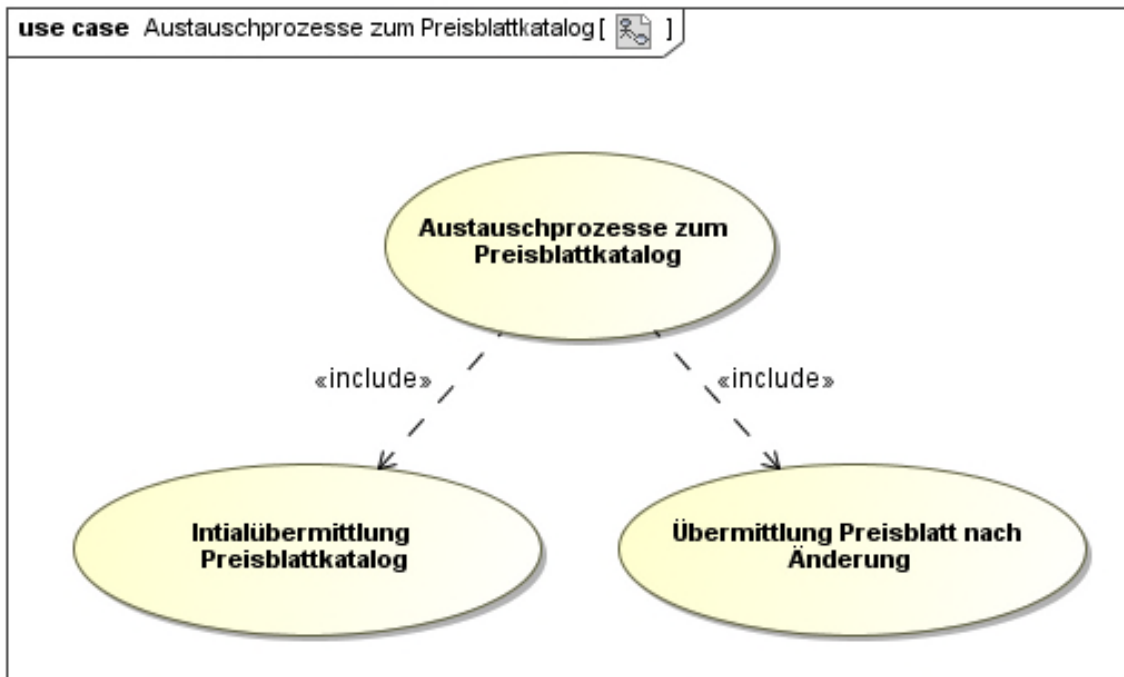 use case Austauschprozesse zum Preisblattkatalog [ ]
Austauschprozesse zum
Preisblattkatalog
«include»
«include»
Intialübermittlung
Preisblattkatalog
Übermittlung Preisblatt nach
Änderung